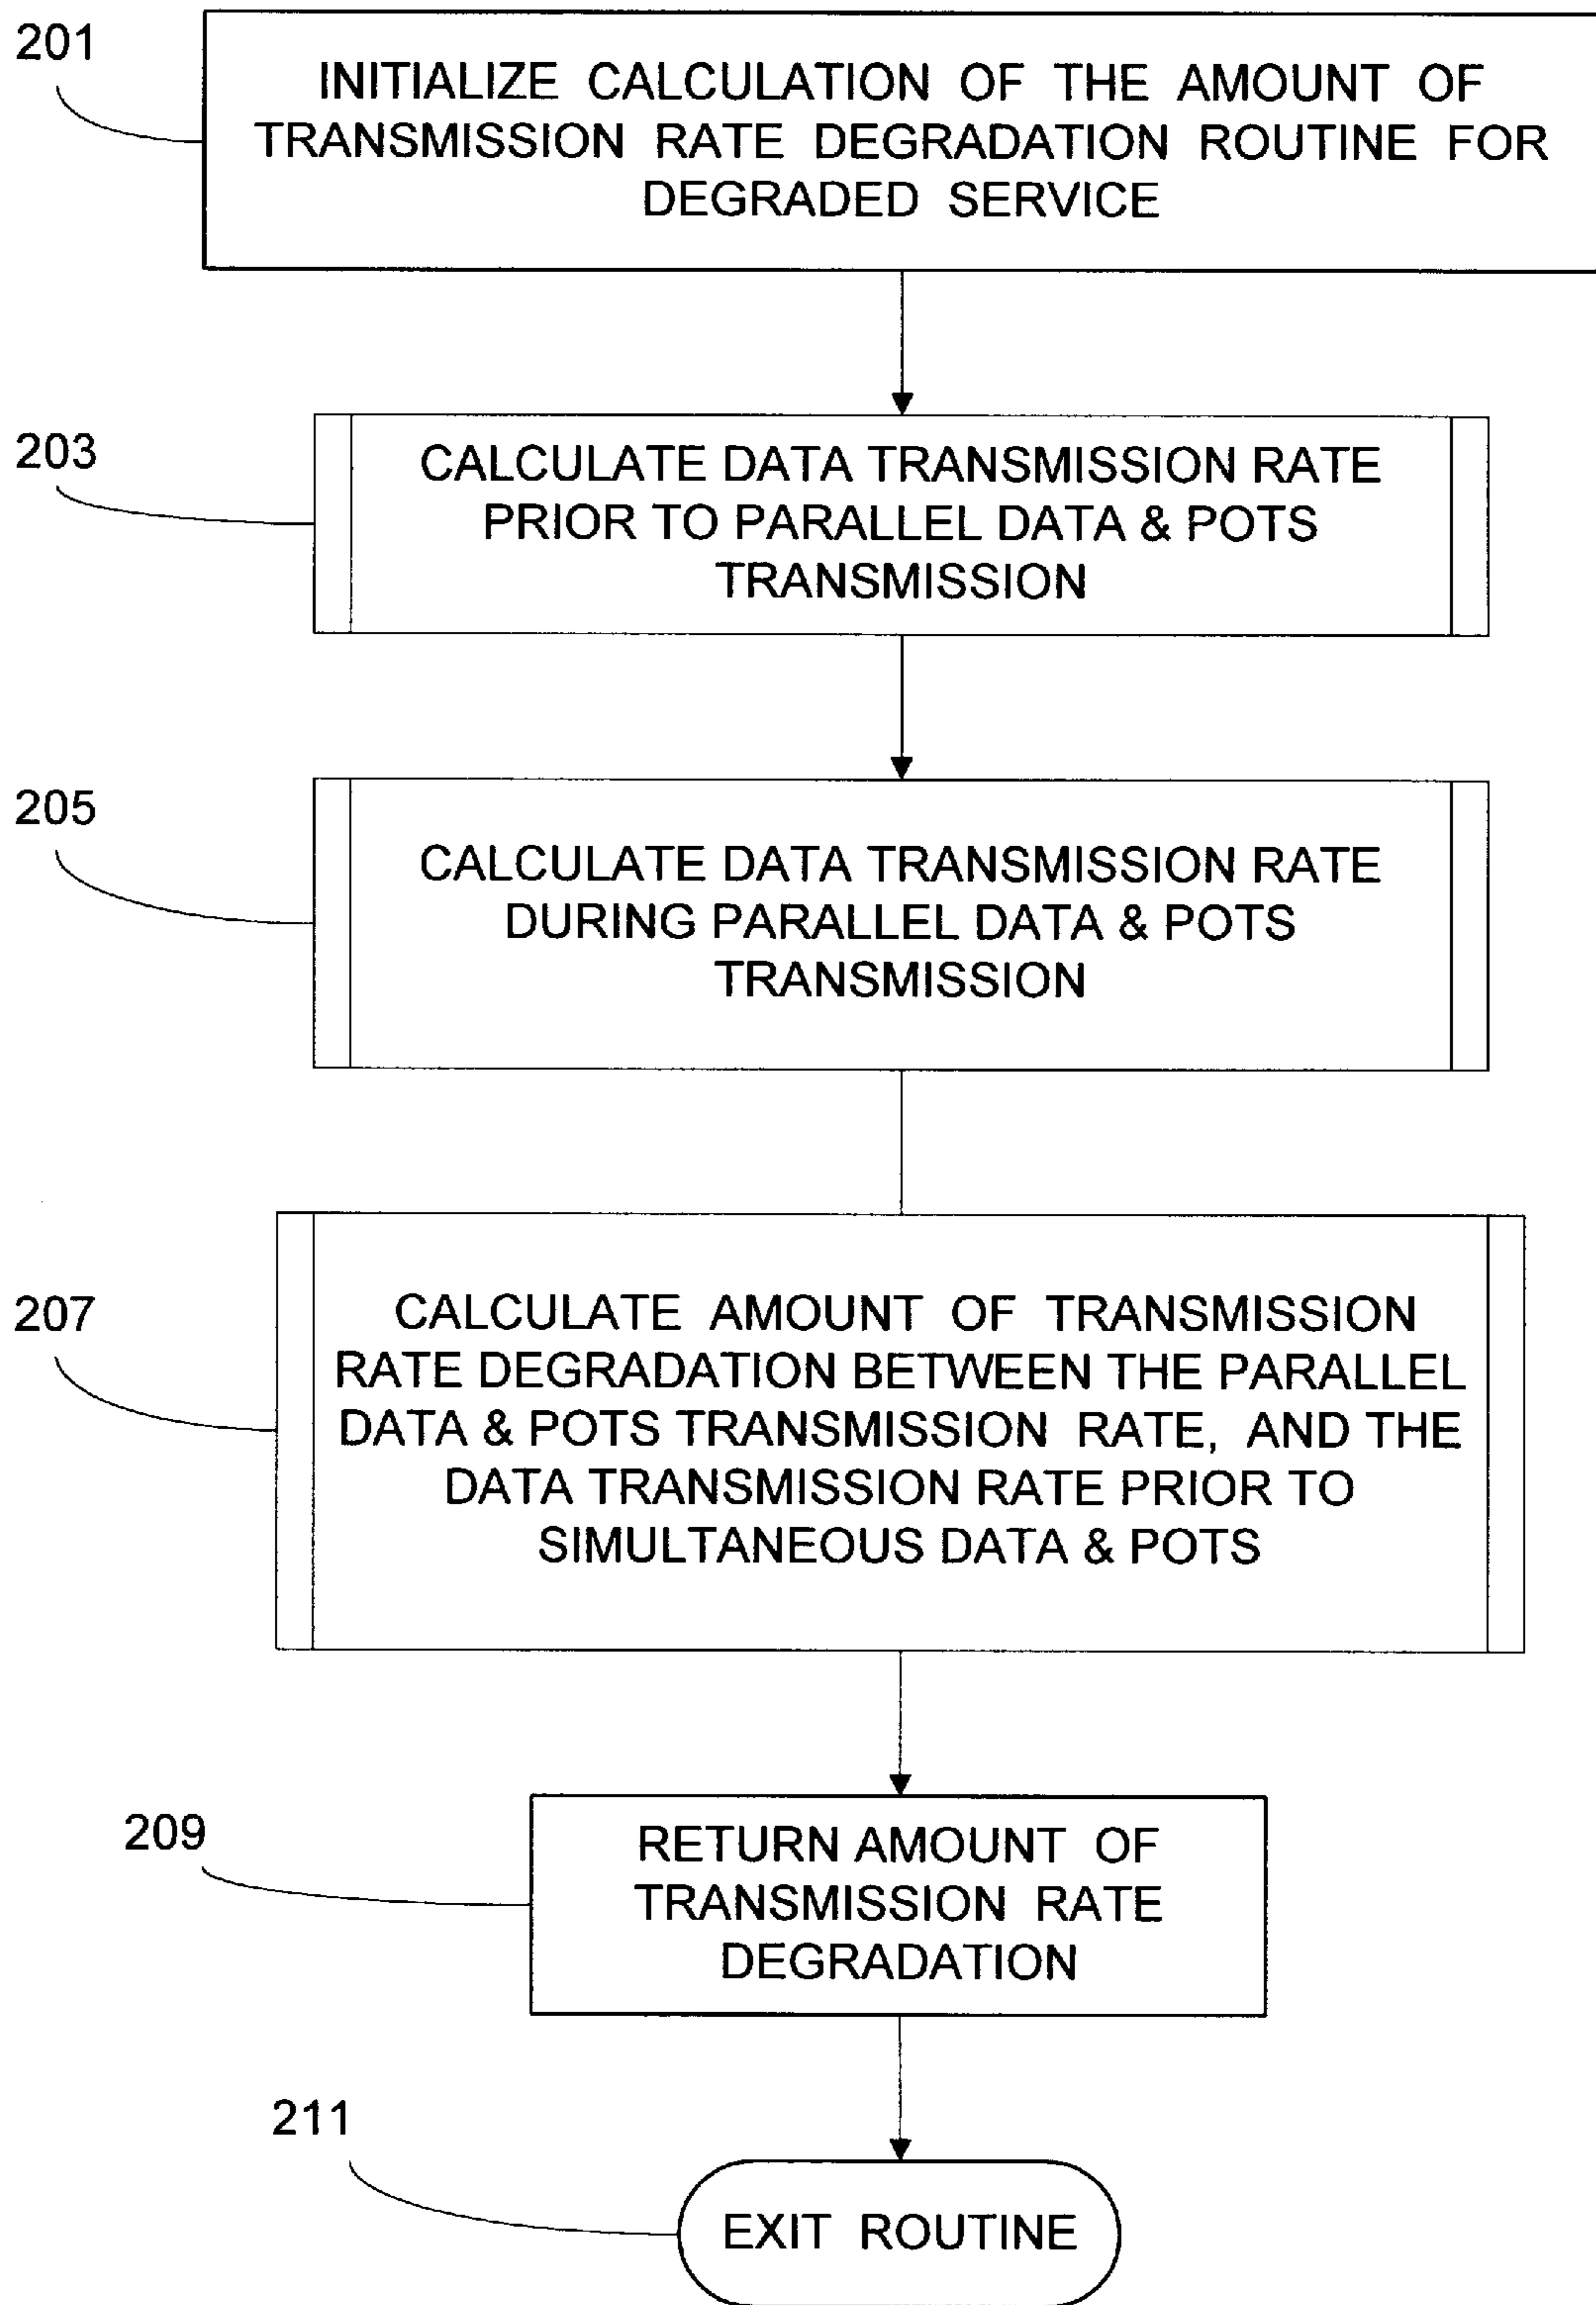 201
INITIALIZE CALCULATION OF THE AMOUNT OF
TRANSMISSION RATE DEGRADATION ROUTINE FOR
DEGRADED SERVICE
203
CALCULATE DATA TRANSMISSION RATE
PRIOR TO PARALLEL DATA & POTS
TRANSMISSION
205
CALCULATE DATA TRANSMISSION RATE
DURING PARALLEL DATA & POTS
TRANSMISSION
207
CALCULATE AMOUNT OF TRANSMISSION
RATE DEGRADATION BETWEEN THE PARALLEL
DATA & POTS TRANSMISSION RATE, AND THE
DATA TRANSMISSION RATE PRIOR TO
SIMULTANEOUS DATA & POTS
209
RETURN AMOUNT OF
TRANSMISSION RATE
DEGRADATION
211
EXIT ROUTINE